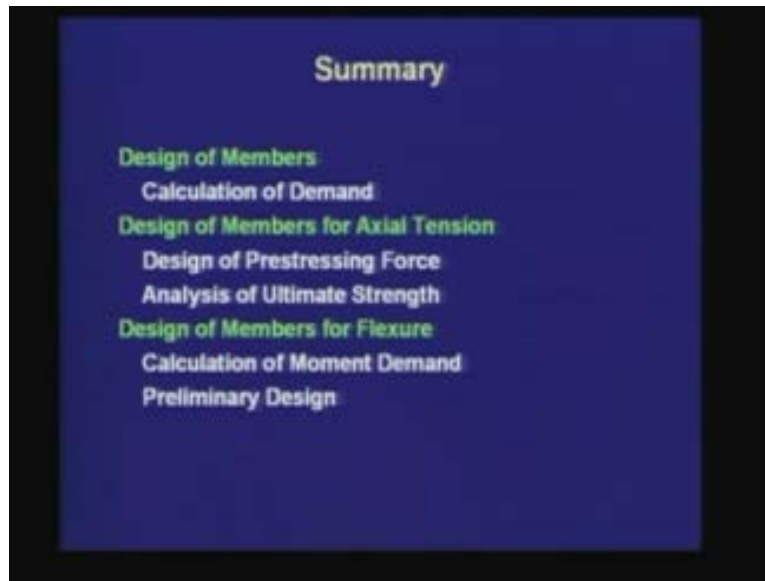 Summary
Design of Members
Calculation of Demand
Design of Members for Axial Tension
Design of Prestressing Force
Analysis of Ultimate Strength
Design of Members for Flexure
Calculation of Moment Demand
Preliminary Design